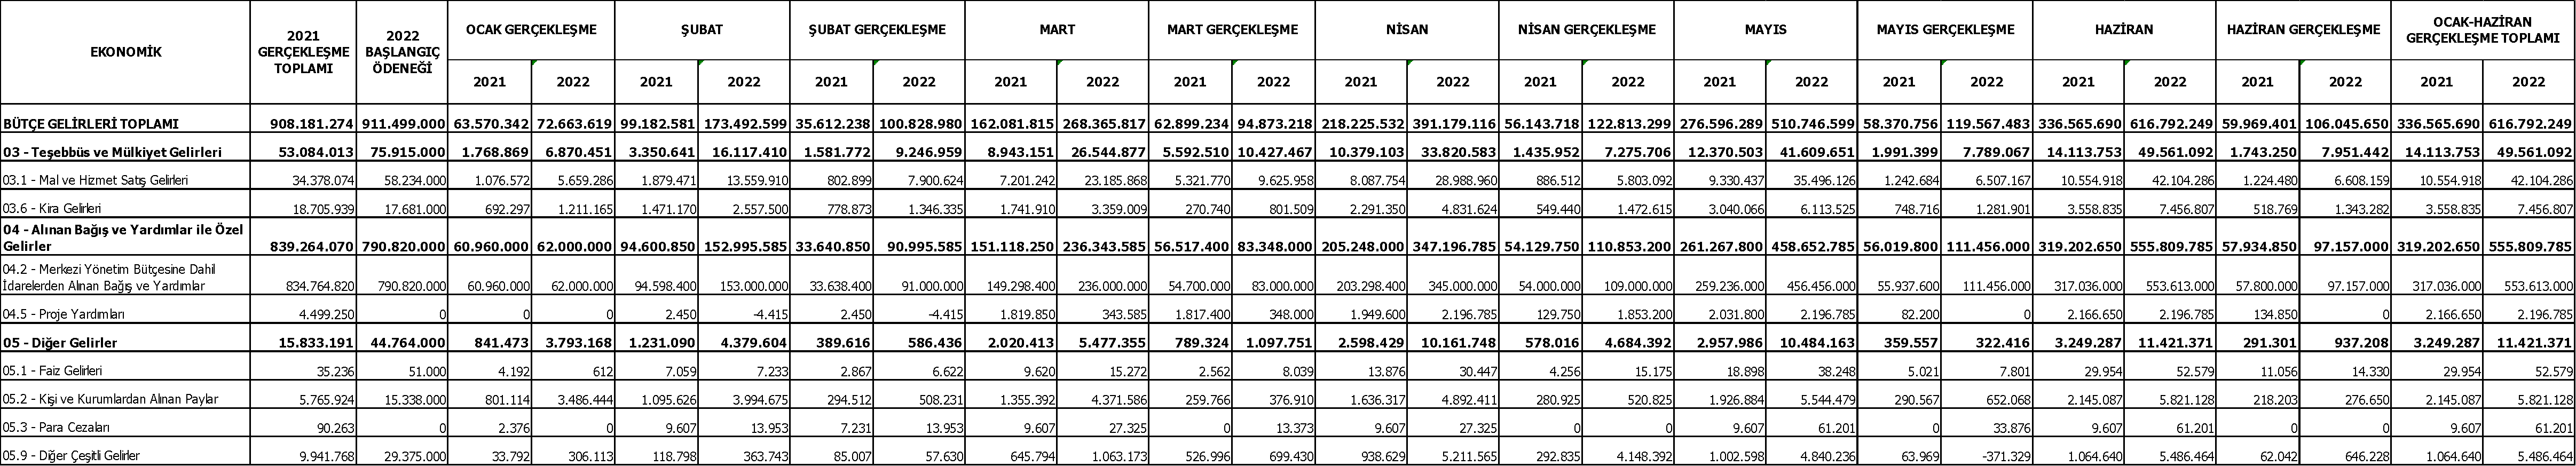 EKONOMİK 2021 GERÇEKLEŞME TOPLAMI 2022 BAŞLANGIÇ ÖDENEĞİ OCAK GERÇEKLEŞME ŞUBAT ŞUBAT GERÇEKLEŞME MART MART GERÇEKLEŞME NİSAN NİSAN GERÇEKLEŞME MAYIS MAYIS GERÇEKLEŞME HAZİRAN HAZİRAN GERÇEKLEŞME OCAK-HAZİRAN GERÇEKLEŞME TOPLAMI
2021 2022 2021 2022 2021 2022 2021 2022 2021 2022 2021 2022 2021 2022 2021 2022 2021 2022 2021 2022 2021 2022 2021 2022
BÜTÇE GELİRLERİ TOPLAMI 908.181.274 911.499.000 63.570.342 72.663.619 99.182.581 173.492.599 35.612.238 100.828.980 162.081.815 268.365.817 62.899.234 94.873.218 218.225.532 391.179.116 56.143.718 122.813.299 276.596.289 510.746.599 58.370.756 119.567.483 336.565.690 616.792.249 59.969.401 106.045.650 336.565.690 616.792.249
03 - Teşebbüs ve Mülkiyet Gelirleri 53.084.013 75.915.000 1.768.869 6.870.451 3.350.641 16.117.410 1.581.772 9.246.959 8.943.151 26.544.877 5.592.510 10.427.467 10.379.103 33.820.583 1.435.952 7.275.706 12.370.503 41.609.651 1.991.399 7.789.067 14.113.753 49.561.092 1.743.250 7.951.442 14.113.753 49.561.092
03.1 - Mal ve Hizmet Satış Gelirleri 34.378.074 58.234.000 1.076.572 5.659.286 1.879.471 13.559.910 802.899 7.900.624 7.201.242 23.185.868 5.321.770 9.625.958 8.087.754 28.988.960 886.512 5.803.092 9.330.437 35.496.126 1.242.684 6.507.167 10.554.918 42.104.286 1.224.480 6.608.159 10.554.918 42.104.286
03.6 - Kira Gelirleri 18.705.939 17.681.000 692.297 1.211.165 1.471.170 2.557.500 778.873 1.346.335 1.741.910 3.359.009 270.740 801.509 2.291.350 4.831.624 549.440 1.472.615 3.040.066 6.113.525 748.716 1.281.901 3.558.835 7.456.807 518.769 1.343.282 3.558.835 7.456.807
04 - Alınan Bağış ve Yardımlar ile Özel
Gelirler 839.264.070 790.820.000 60.960.000 62.000.000 94.600.850 152.995.585 33.640.850 90.995.585 151.118.250 236.343.585 56.517.400 83.348.000 205.248.000 347.196.785 54.129.750 110.853.200 261.267.800 458.652.785 56.019.800 111.456.000 319.202.650 555.809.785 57.934.850 97.157.000 319.202.650 555.809.785
04.2 - Merkezi Yönetim Bütçesine Dahil
İdarelerden Alınan Bağış ve Yardımlar 834.764.820 790.820.000 60.960.000 62.000.000 94.598.400 153.000.000 33.638.400 91.000.000 149.298.400 236.000.000 54.700.000 83.000.000 203.298.400 345.000.000 54.000.000 109.000.000 259.236.000 456.456.000 55.937.600 111.456.000 317.036.000 553.613.000 57.800.000 97.157.000 317.036.000 553.613.000
04.5 - Proje Yardımları 4.499.250 0 0 0 2.450 -4.415 2.450 -4.415 1.819.850 343.585 1.817.400 348.000 1.949.600 2.196.785 129.750 1.853.200 2.031.800 2.196.785 82.200 0 2.166.650 2.196.785 134.850 0 2.166.650 2.196.785
05 - Diğer Gelirler 15.833.191 44.764.000 841.473 3.793.168 1.231.090 4.379.604 389.616 586.436 2.020.413 5.477.355 789.324 1.097.751 2.598.429 10.161.748 578.016 4.684.392 2.957.986 10.484.163 359.557 322.416 3.249.287 11.421.371 291.301 937.208 3.249.287 11.421.371
05.1 - Faiz Gelirleri 35.236 51.000 4.192 612 7.059 7.233 2.867 6.622 9.620 15.272 2.562 8.039 13.876 30.447 4.256 15.175 18.898 38.248 5.021 7.801 29.954 52.579 11.056 14.330 29.954 52.579
05.2 - Kişi ve Kurumlardan Alınan Paylar 5.765.924 15.338.000 801.114 3.486.444 1.095.626 3.994.675 294.512 508.231 1.355.392 4.371.586 259.766 376.910 1.636.317 4.892.411 280.925 520.825 1.926.884 5.544.479 290.567 652.068 2.145.087 5.821.128 218.203 276.650 2.145.087 5.821.128
05.3 - Para Cezaları 90.263 0 2.376 0 9.607 13.953 7.231 13.953 9.607 27.325 0 13.373 9.607 27.325 0 0 9.607 61.201 0 33.876 9.607 61.201 0 0 9.607 61.201
05.9 - Diğer Çeşitli Gelirler 9.941.768 29.375.000 33.792 306.113 118.798 363.743 85.007 57.630 645.794 1.063.173 526.996 699.430 938.629 5.211.565 292.835 4.148.392 1.002.598 4.840.236 63.969 -371.329 1.064.640 5.486.464 62.042 646.228 1.064.640 5.486.464